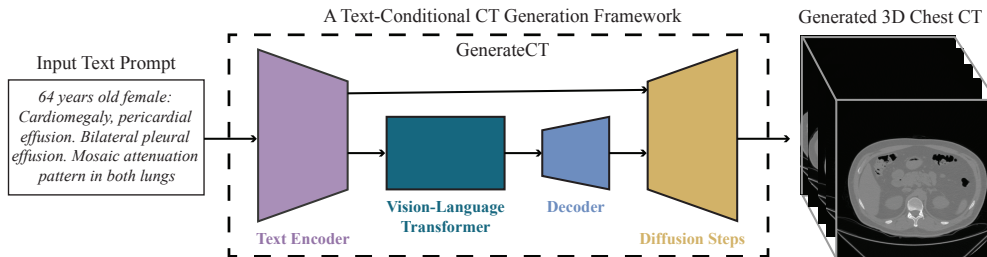 A Text-Conditional CT Generation Framework
Generated 3D Chest CT
GenerateCT
Input Text Prompt
64 years old female:
Cardiomegaly, pericardial
effusion. Bilateral pleural
effusion. Mosaic attenuation
pattern in both lungs
Text Encoder
Vision-Language
Transformer
Decoder
Diffusion Steps